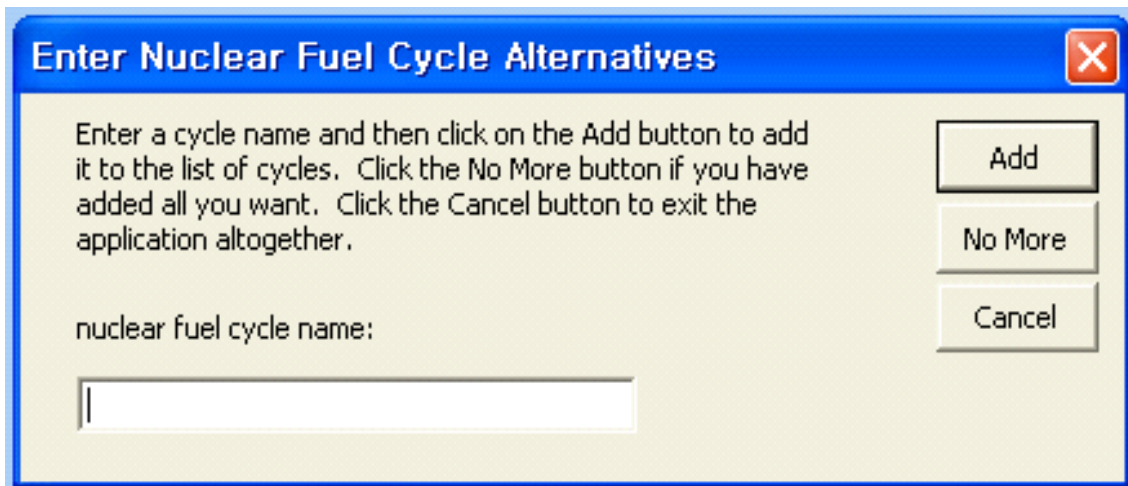 Enter Nuclear Fuel Cycle Alternatives
Enter a cycle name and then click on the Add button to add
it to the list of cycles. Click the No More button if you have
added all you want. Click the Cancel button to exit the
application altogether.
Add
No More
Cancel
nuclear fuel cycle name: